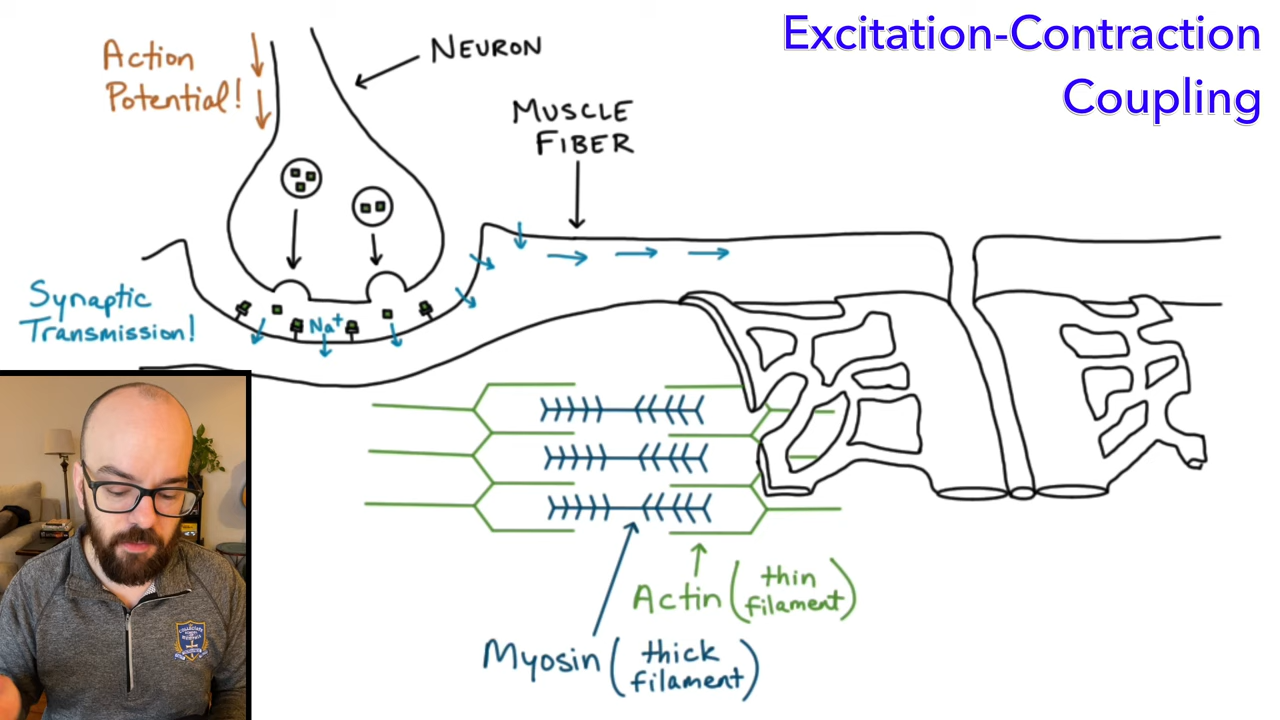 Excitation-Contraction
Coupling
Action
Potential!
NEURON
MUSCLE
FIBER
Synaptic
Transmission!
Na+
Actin (thin
filament)
Myosin (thick
filament)